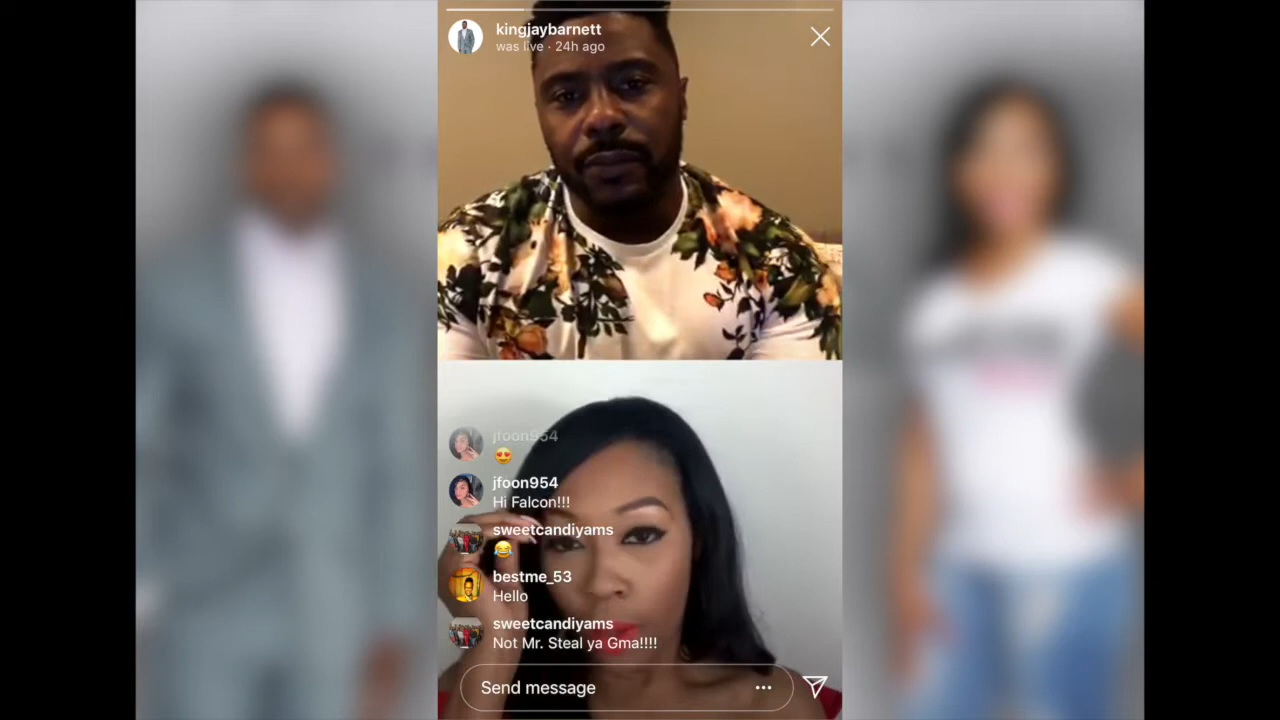 kingjaybarnett
was live · 24h ago
jfoon954
😍
jfoon954
Hi Falcon!!!
sweetcandiyams
😂
bestme_53
Hello
sweetcandiyams
Not Mr. Steal ya Gma!!!!
Send message